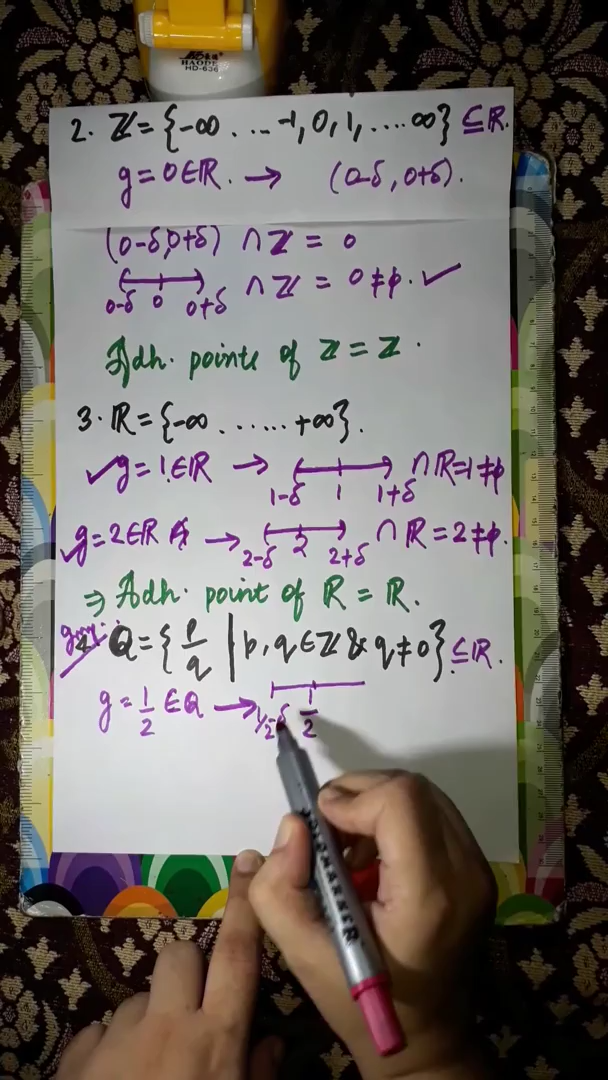 HAODE
HD-636
2. ℤ = {-∞ .... -1, 0, 1, .... ∞} ⊆ ℝ.
g = 0 ∈ ℝ. → (0-δ, 0+δ).
(0-δ, 0+δ) ∩ ℤ = 0
0-δ 0 0+δ ∩ ℤ = 0 ≠ φ. ✓
Adh. points of ℤ = ℤ.
3. ℝ = {-∞ ...... +∞}.
✓ g = 1 ∈ ℝ → 1-δ 1 1+δ ∩ ℝ = 1 ≠ φ
✓ g = 2 ∈ ℝ → 2-δ 2 2+δ ∩ ℝ = 2 ≠ φ.
⇒ Adh. point of ℝ = ℝ.
4. Q = {p/q | p, q ∈ ℤ & q ≠ 0} ⊆ ℝ.
g = 1/2 ∈ Q → 1/2-δ 1/2